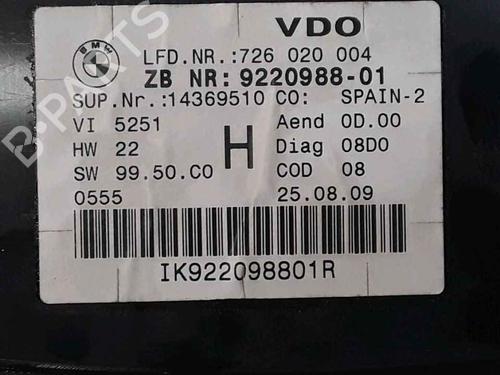 VDO
BMW
LFD.NR.:726 020 004
ZB NR: 9220988-01
SUP.Nr.:14369510 CO: SPAIN-2
VI 5251 Aend 0D.00
HW 22 H Diag 08D0
SW 99.50.C0 COD 08
0555 25.08.09
IK922098801R
B-PARTS